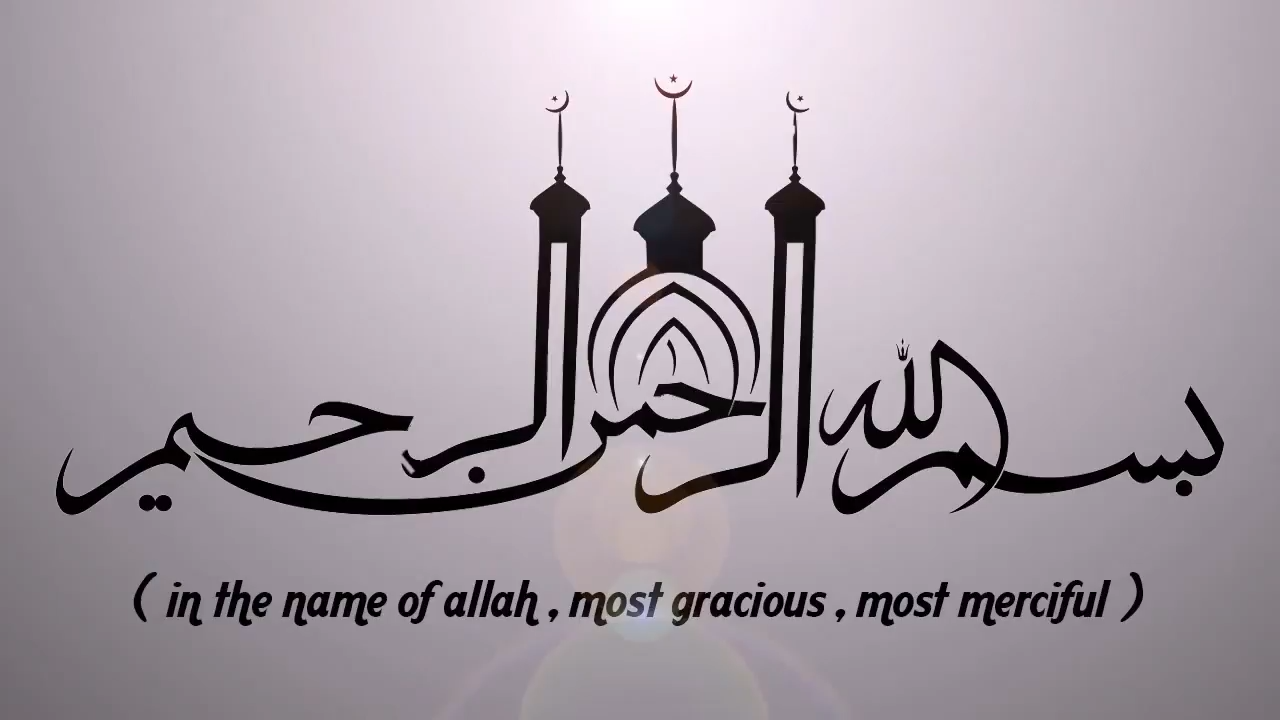 بسم الله الرحمن الرحيم
( in the name of allah , most gracious , most merciful )